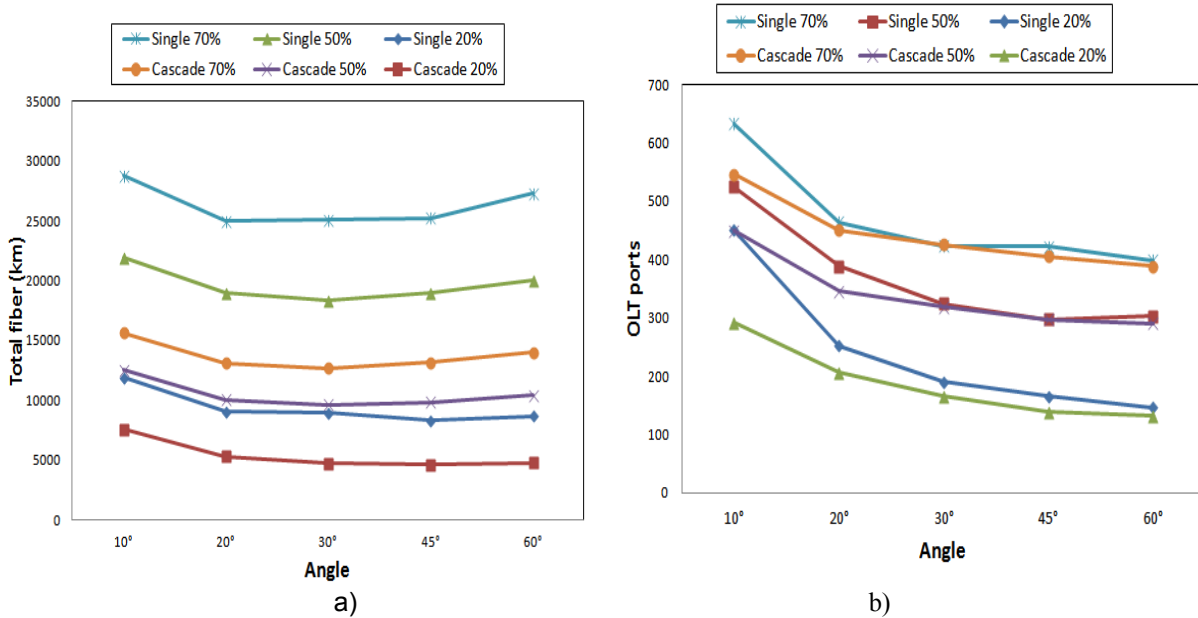 Single 70% Single 50% Single 20%
Cascade 70% Cascade 50% Cascade 20%
35000
30000
25000
20000
15000
10000
5000
0
Total fiber (km)
10° 20° 30° 45° 60°
Angle
a)
Single 70% Single 50% Single 20%
Cascade 70% Cascade 50% Cascade 20%
700
600
500
400
300
200
100
0
OLT ports
10° 20° 30° 45° 60°
Angle
b)